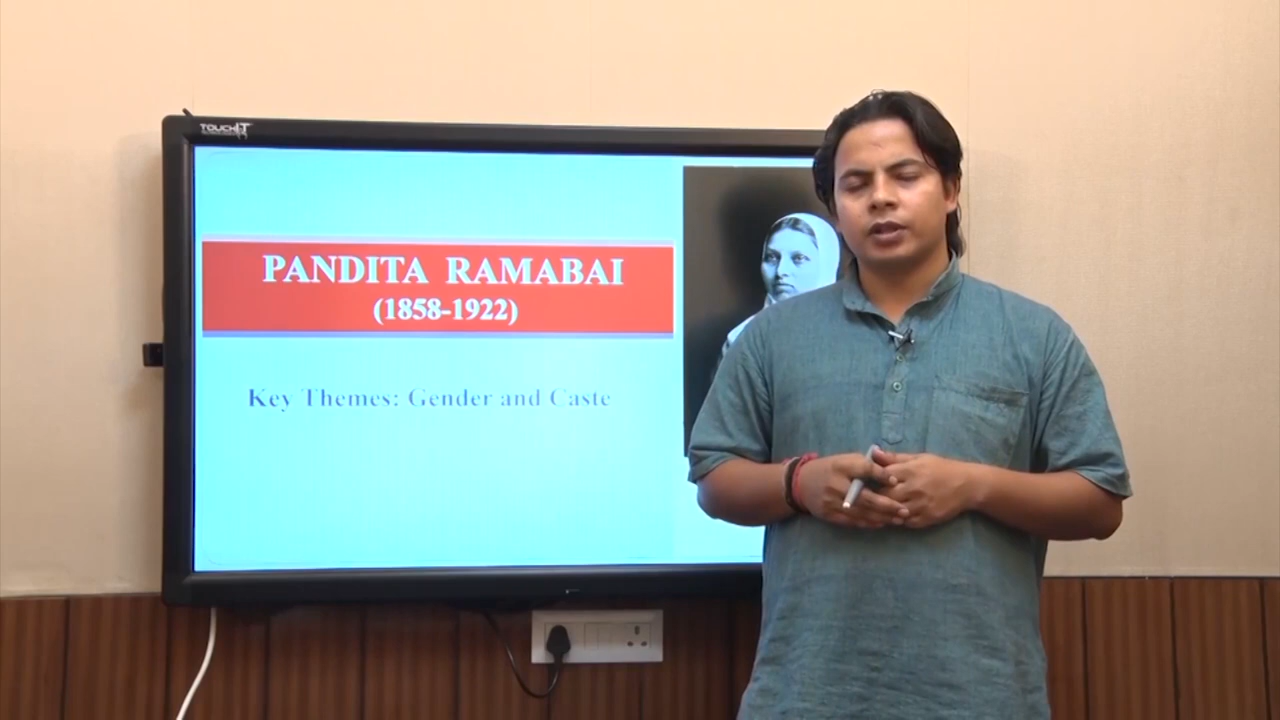 TOUCHIT
PANDITA RAMABAI
(1858-1922)
Key Themes: Gender and Caste